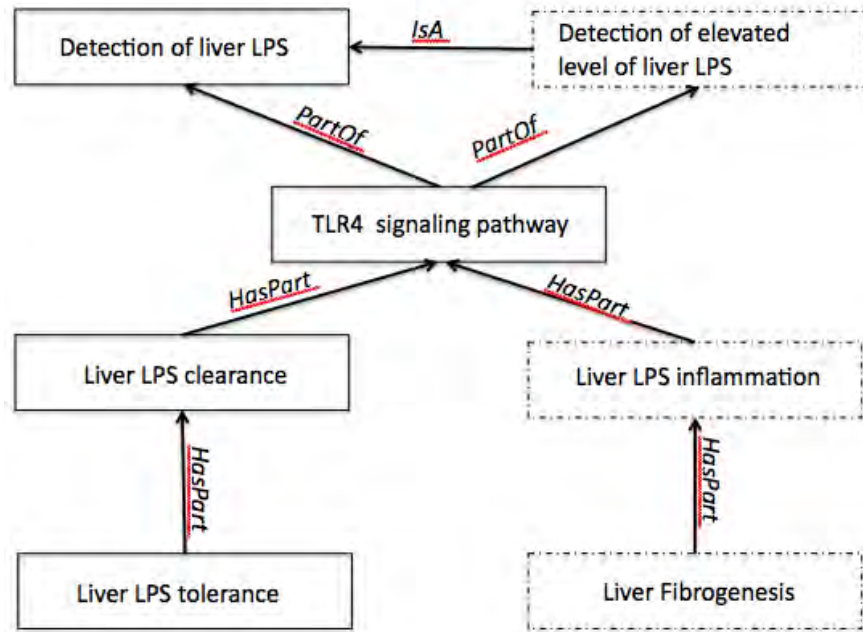 Detection of liver LPS
IsA
Detection of elevated
level of liver LPS
PartOf
PartOf
TLR4 signaling pathway
HasPart
HasPart
Liver LPS clearance
Liver LPS inflammation
HasPart
HasPart
Liver LPS tolerance
Liver Fibrogenesis